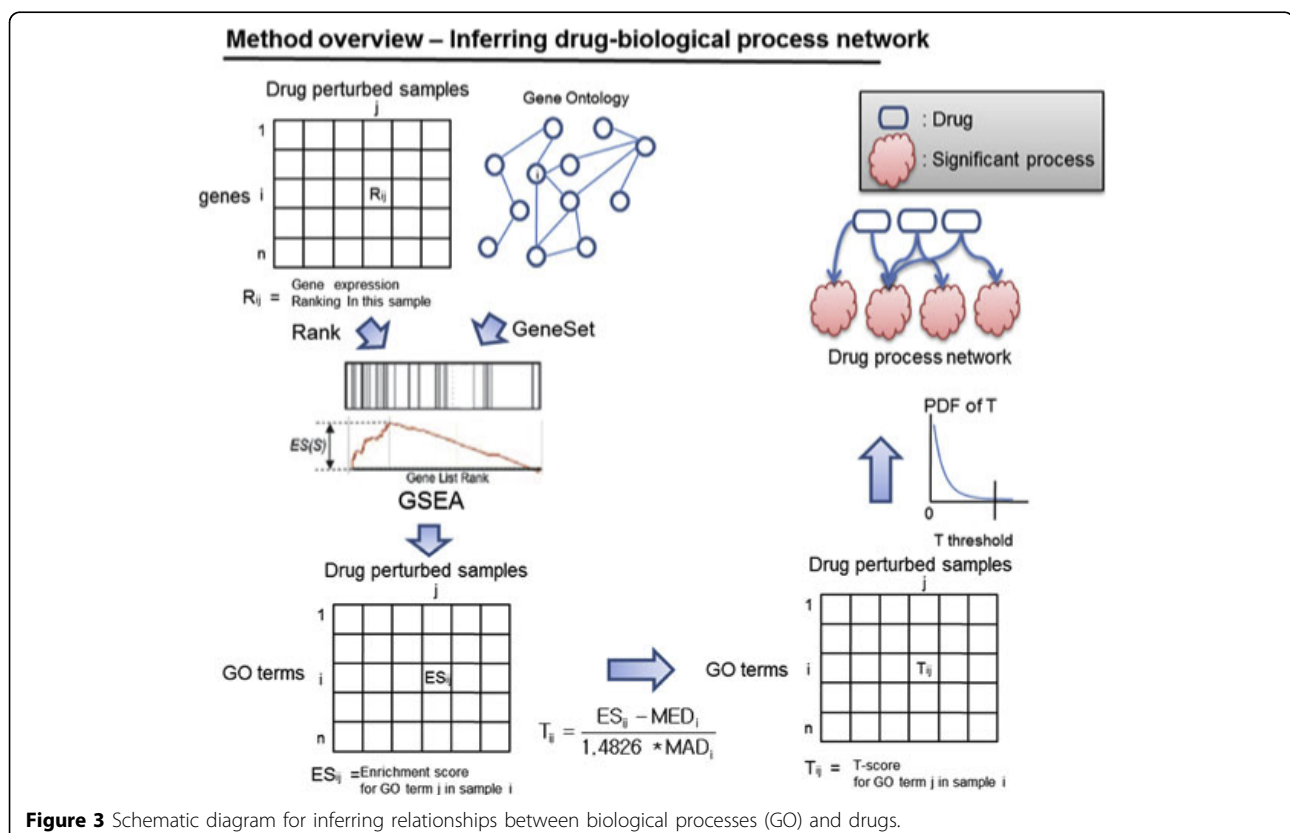 Method overview – Inferring drug-biological process network
Drug perturbed samples
j
1
genes i
n
Rij
Rij = Gene expression
Ranking In this sample
Gene Ontology
i
Rank
GeneSet
ES(S)
Gene List Rank
GSEA
Drug perturbed samples
j
1
GO terms i
n
ESij
ESij =Enrichment score
for GO term j in sample i
Tij = ESij – MEDi
1,4826 *MADi
: Drug
: Significant process
Drug process network
PDF of T
0
T threshold
Drug perturbed samples
j
1
GO terms i
n
Tij
Tij = T-score
for GO term j in sample i
Figure 3 Schematic diagram for inferring relationships between biological processes (GO) and drugs.